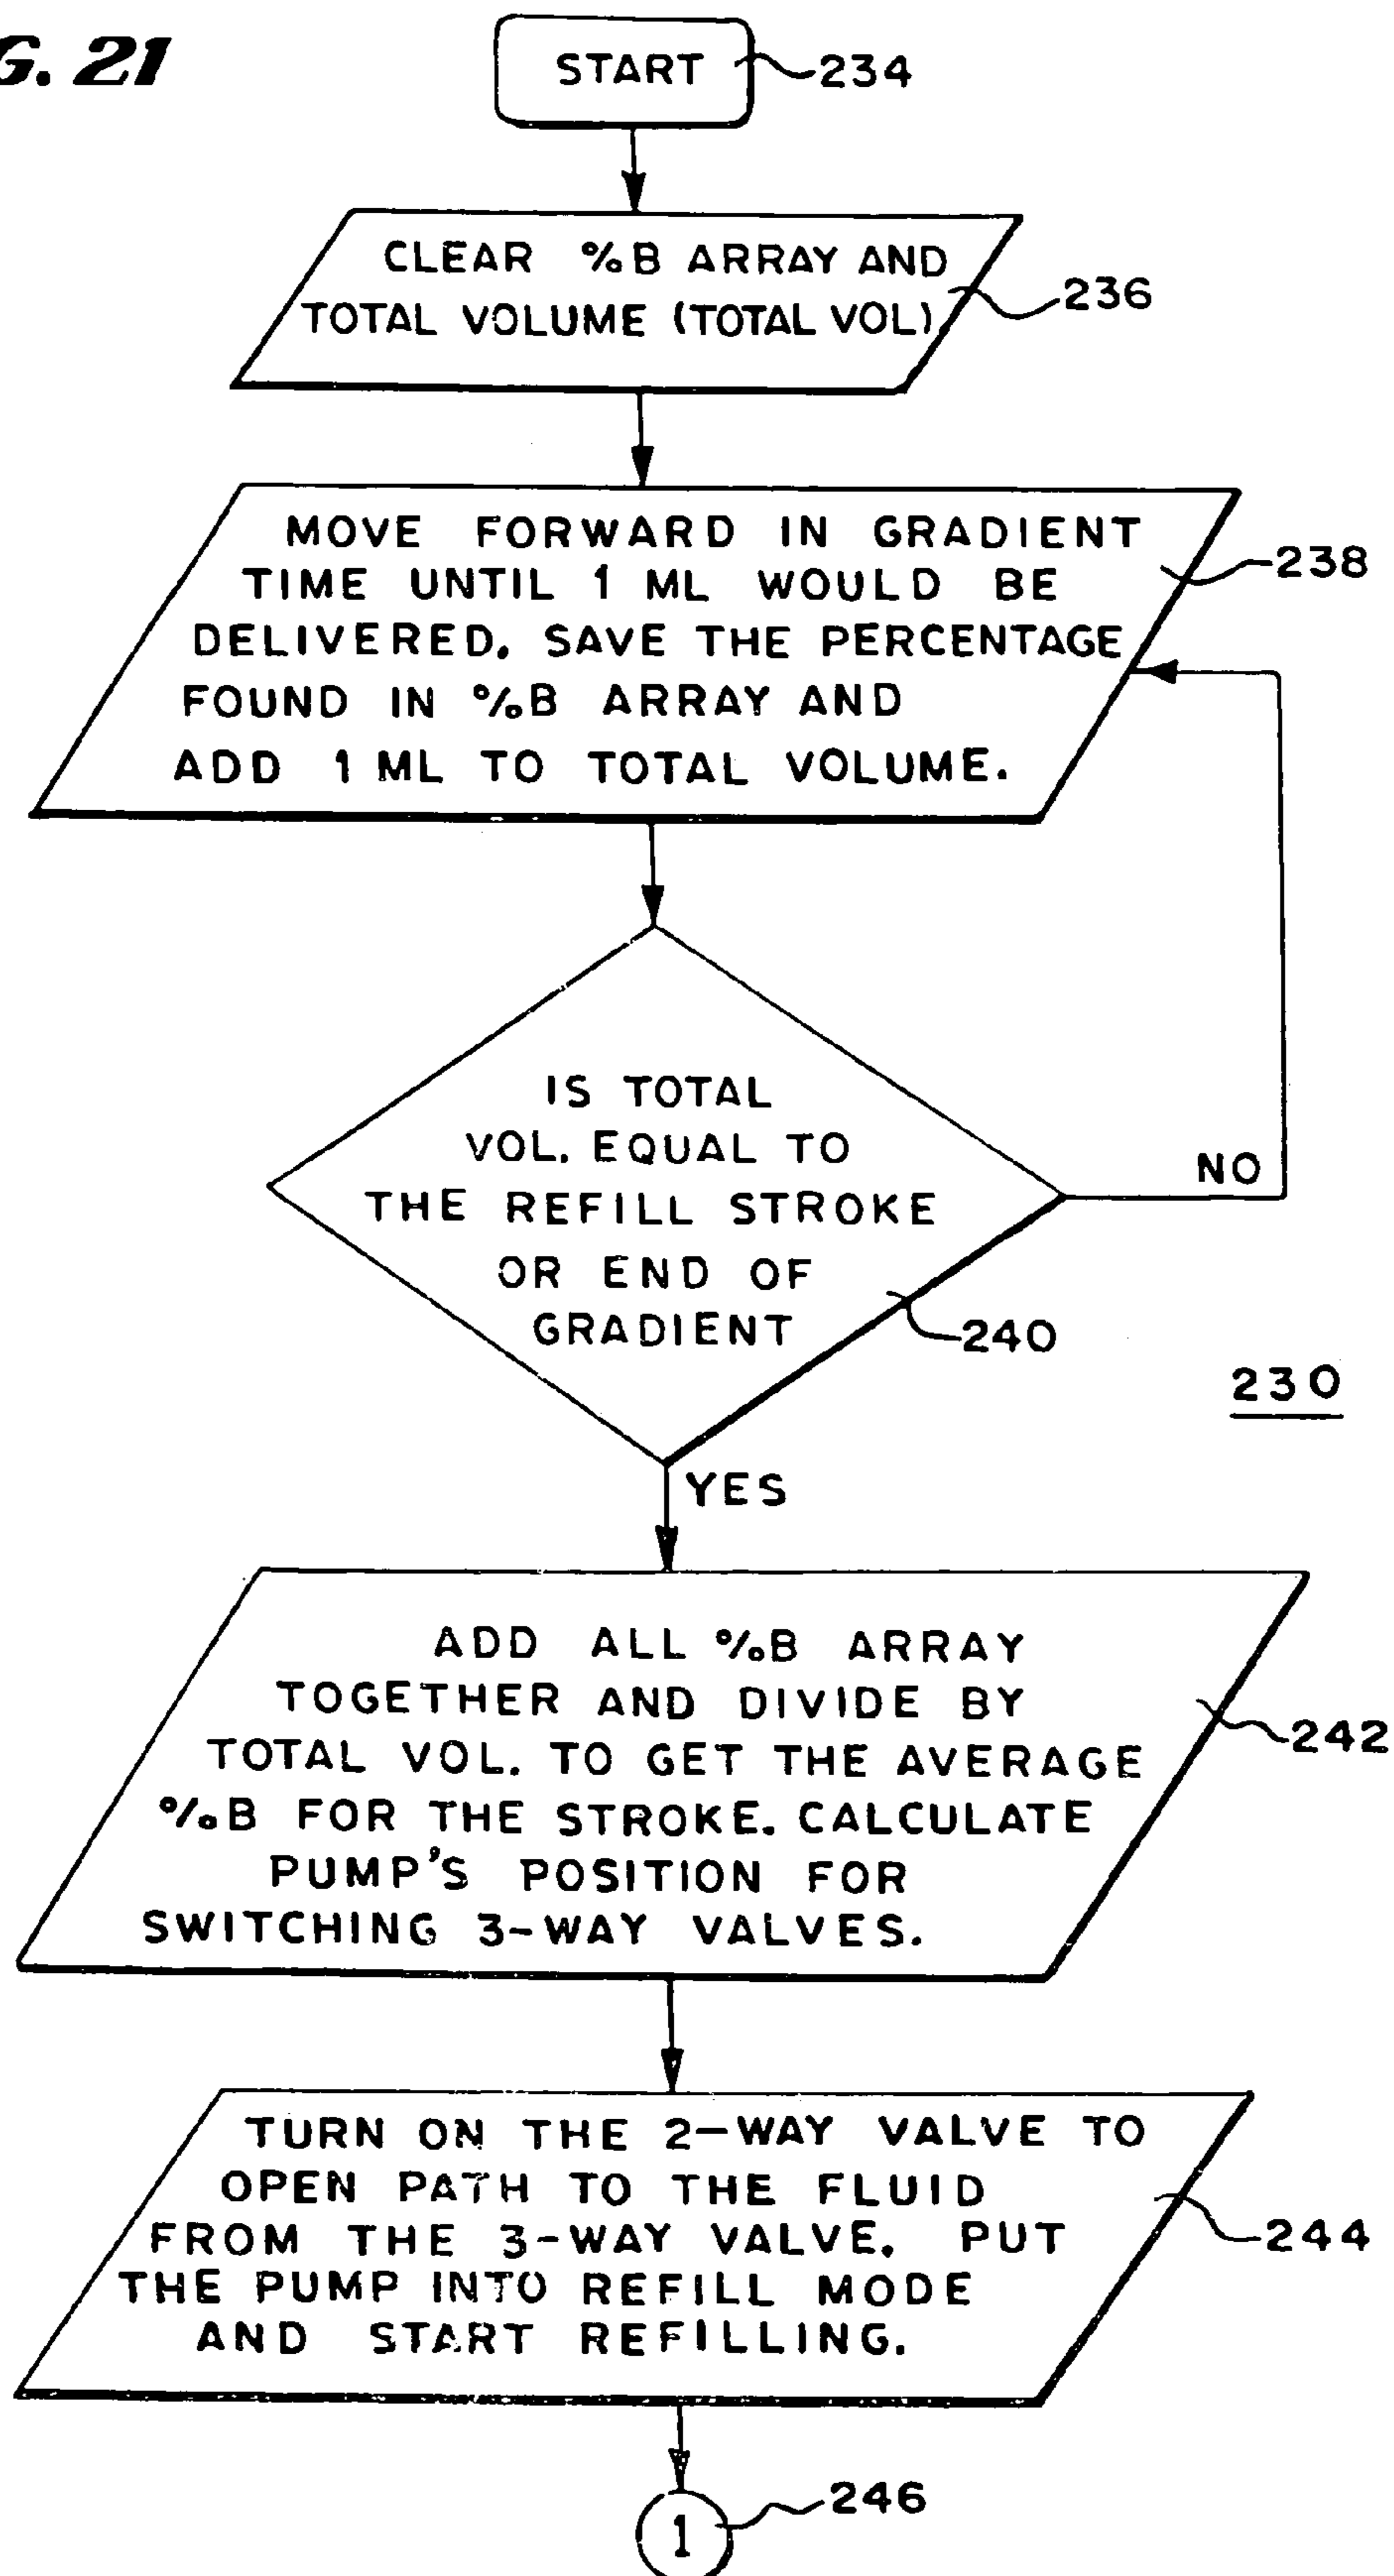 G. 21
START
234
CLEAR %B ARRAY AND
TOTAL VOLUME (TOTAL VOL)
236
MOVE FORWARD IN GRADIENT
TIME UNTIL 1 ML WOULD BE
DELIVERED. SAVE THE PERCENTAGE
FOUND IN %B ARRAY AND
ADD 1 ML TO TOTAL VOLUME.
238
IS TOTAL
VOL. EQUAL TO
THE REFILL STROKE
OR END OF
GRADIENT
NO
240
230
YES
ADD ALL %B ARRAY
TOGETHER AND DIVIDE BY
TOTAL VOL. TO GET THE AVERAGE
%B FOR THE STROKE. CALCULATE
PUMP'S POSITION FOR
SWITCHING 3-WAY VALVES.
242
TURN ON THE 2-WAY VALVE TO
OPEN PATH TO THE FLUID
FROM THE 3-WAY VALVE. PUT
THE PUMP INTO REFILL MODE
AND START REFILLING.
244
1
246